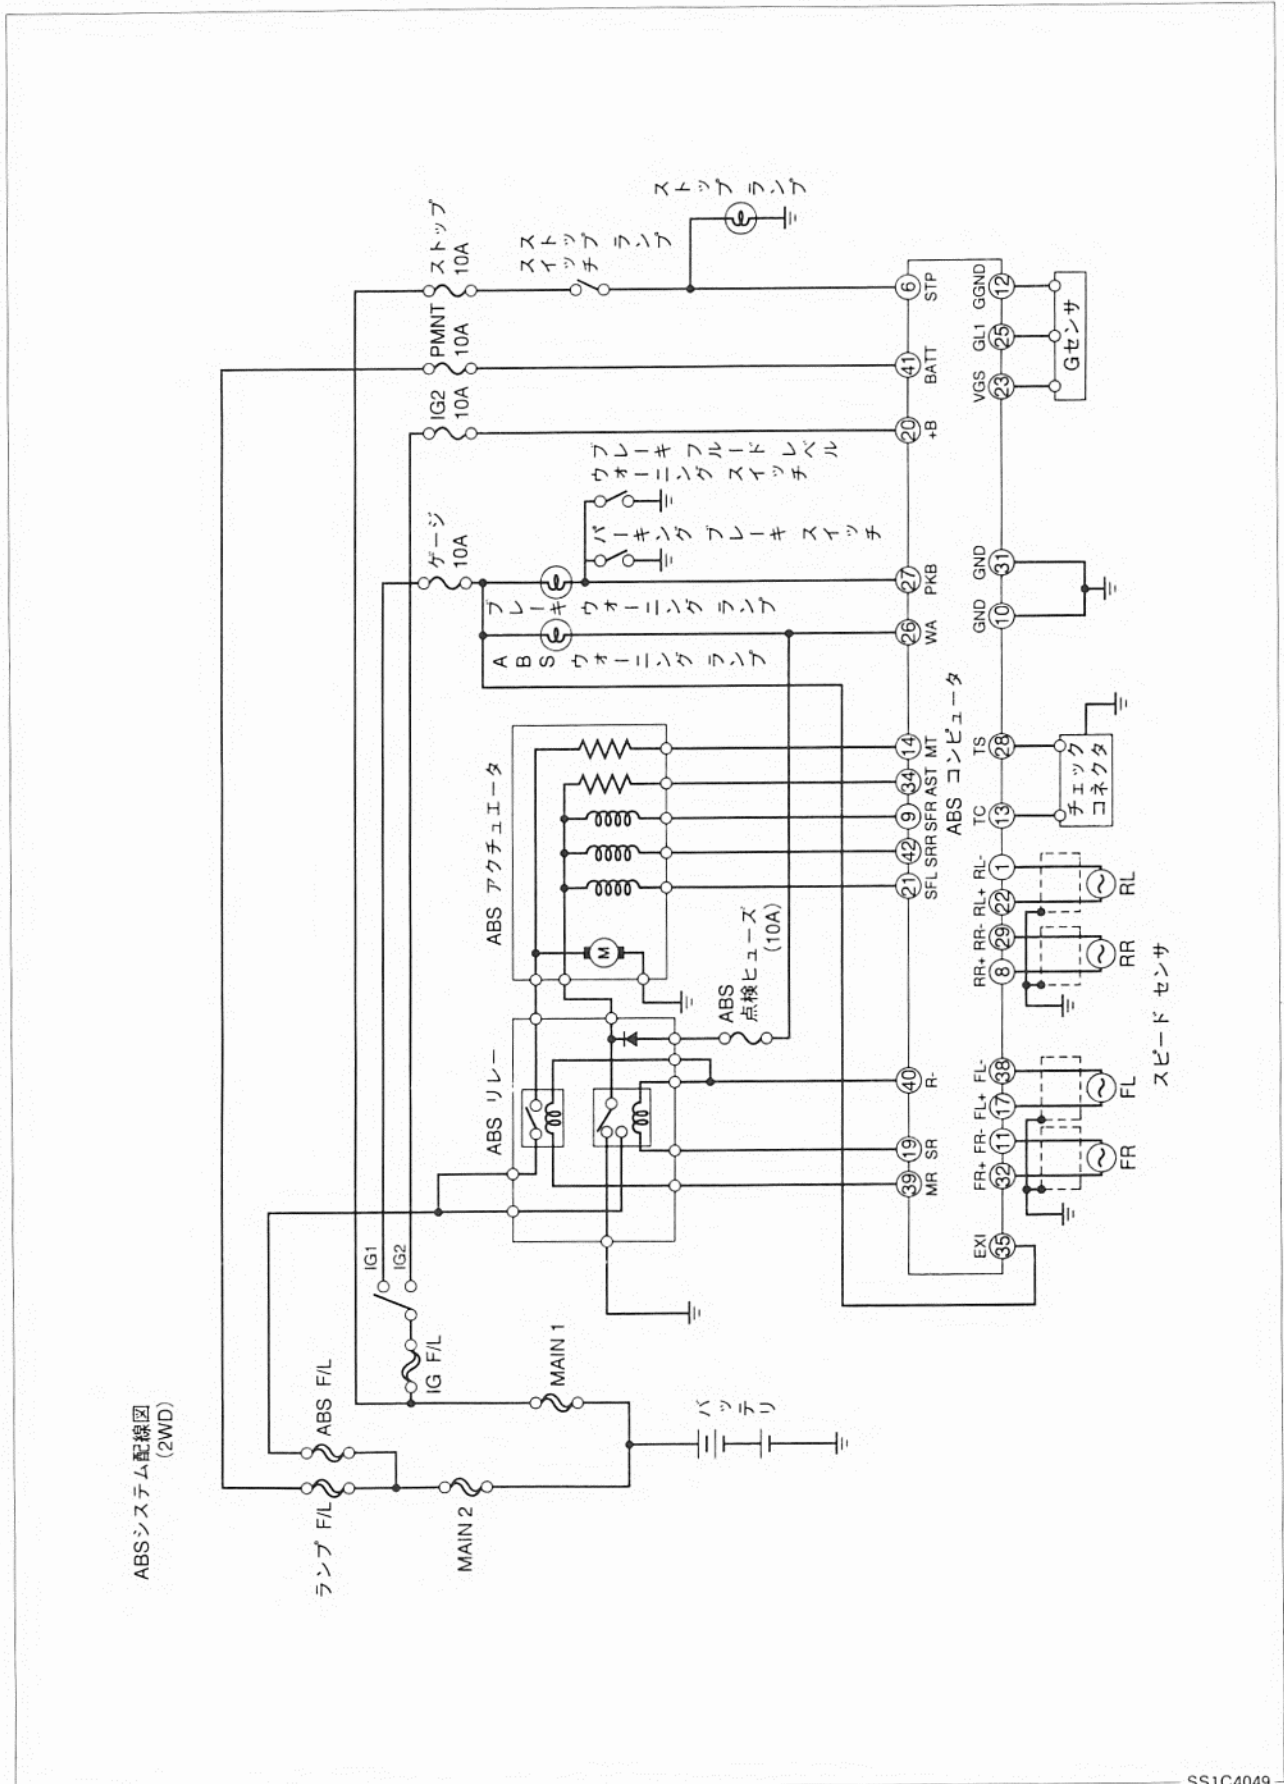 ABSシステム配線図
(2WD)
ランプ F/L
ABS F/L
MAIN 2
IG F/L
MAIN 1
バッテリ
IG1
IG2
ゲージ
10A
IG2
10A
PMNT
10A
ストップ
10A
ストップ ランプ
スイッチ
ストップ ランプ
ブレーキ フルード レベル
ウォーニング スイッチ
パーキング ブレーキ スイッチ
ブレーキ ウォーニング ランプ
ABS ウォーニング ランプ
ABS リレー
ABS アクチュエータ
M
ABS
点検ヒューズ
(10A)
39
MR
19
SR
40
R-
21
SFL
42
SRR
9
SFR
34
AST
14
MT
26
WA
27
PKB
20
+B
41
BATT
6
STP
ABS コンピュータ
EXI
35
FR+
32
FR-
11
FL+
17
FL-
38
RR+
8
RR-
29
RL+
22
RL-
1
TC
13
TS
28
GND
10
GND
31
VGS
23
GL1
25
GGND
12
FR
FL
RR
RL
スピード センサ
チェック
コネクタ
Gセンサ
SS1C4049